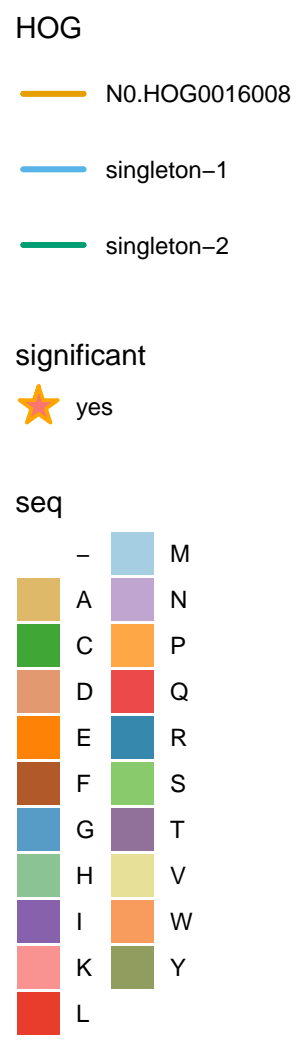 HOG
N0.HOG0016008
singleton−1
singleton−2
significant
yes
seq
− M
A N
C P
D Q
E R
F S
G T
H V
I W
K Y
L